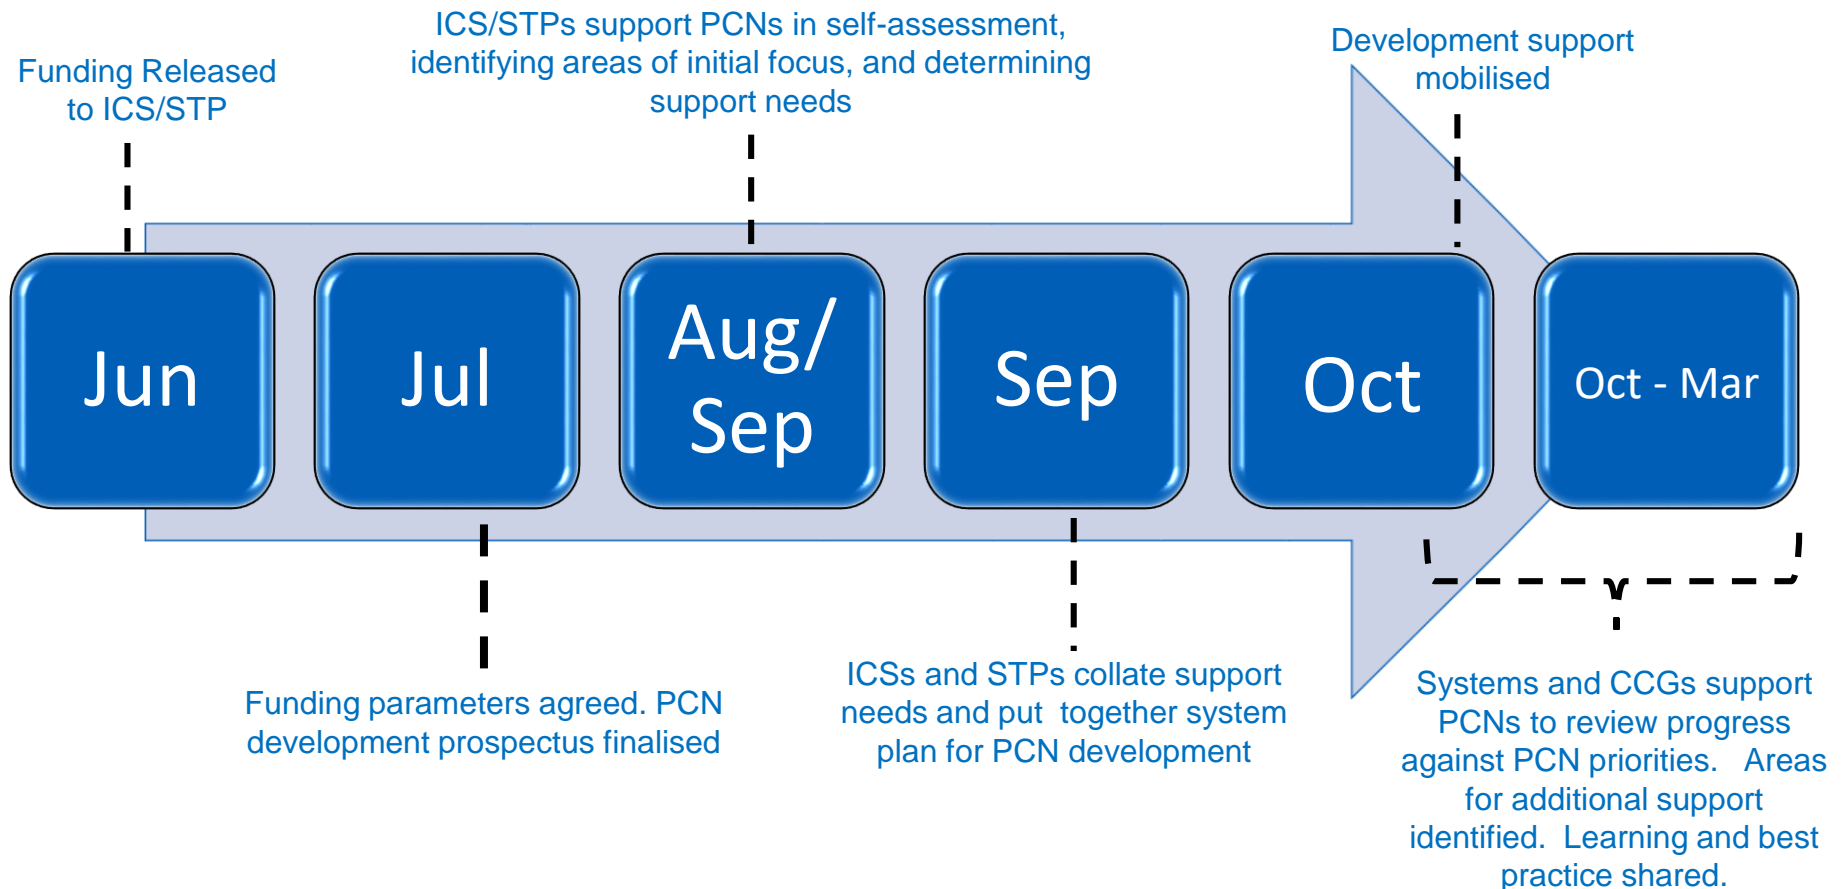 Funding Released
to ICS/STP
ICS/STPs support PCNs in self-assessment,
identifying areas of initial focus, and determining
support needs
Development support
mobilised
Jun
Jul
Aug/
Sep
Sep
Oct
Oct - Mar
Funding parameters agreed. PCN
development prospectus finalised
ICSs and STPs collate support
needs and put  together system
plan for PCN development
Systems and CCGs support
PCNs to review progress
against PCN priorities.   Areas
for additional support
identified.  Learning and best
practice shared.